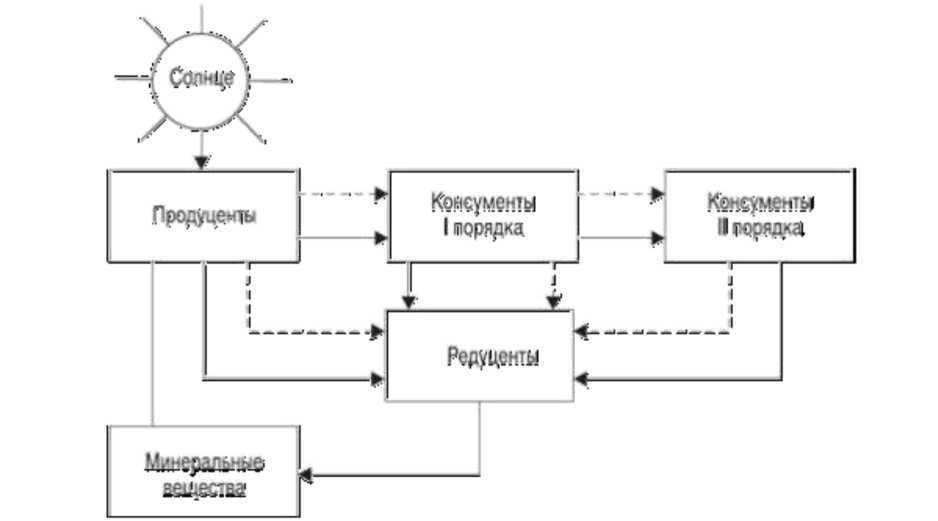 Солнце
Продуценты
Консументы
I порядка
Консументы
II порядка
Редуценты
Минеральные
вещества